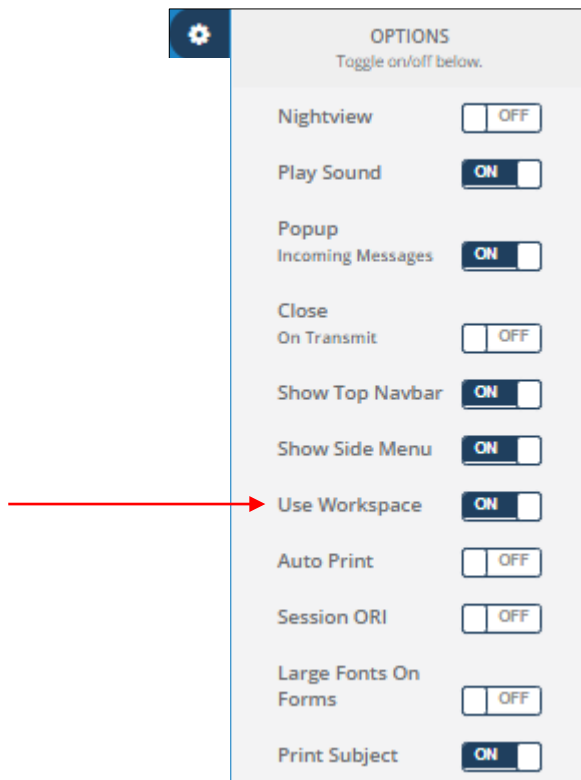 OPTIONS
Toggle on/off below.
Nightview OFF
Play Sound ON
Popup
Incoming Messages ON
Close
On Transmit OFF
Show Top Navbar ON
Show Side Menu ON
Use Workspace ON
Auto Print OFF
Session ORI OFF
Large Fonts On
Forms OFF
Print Subject ON